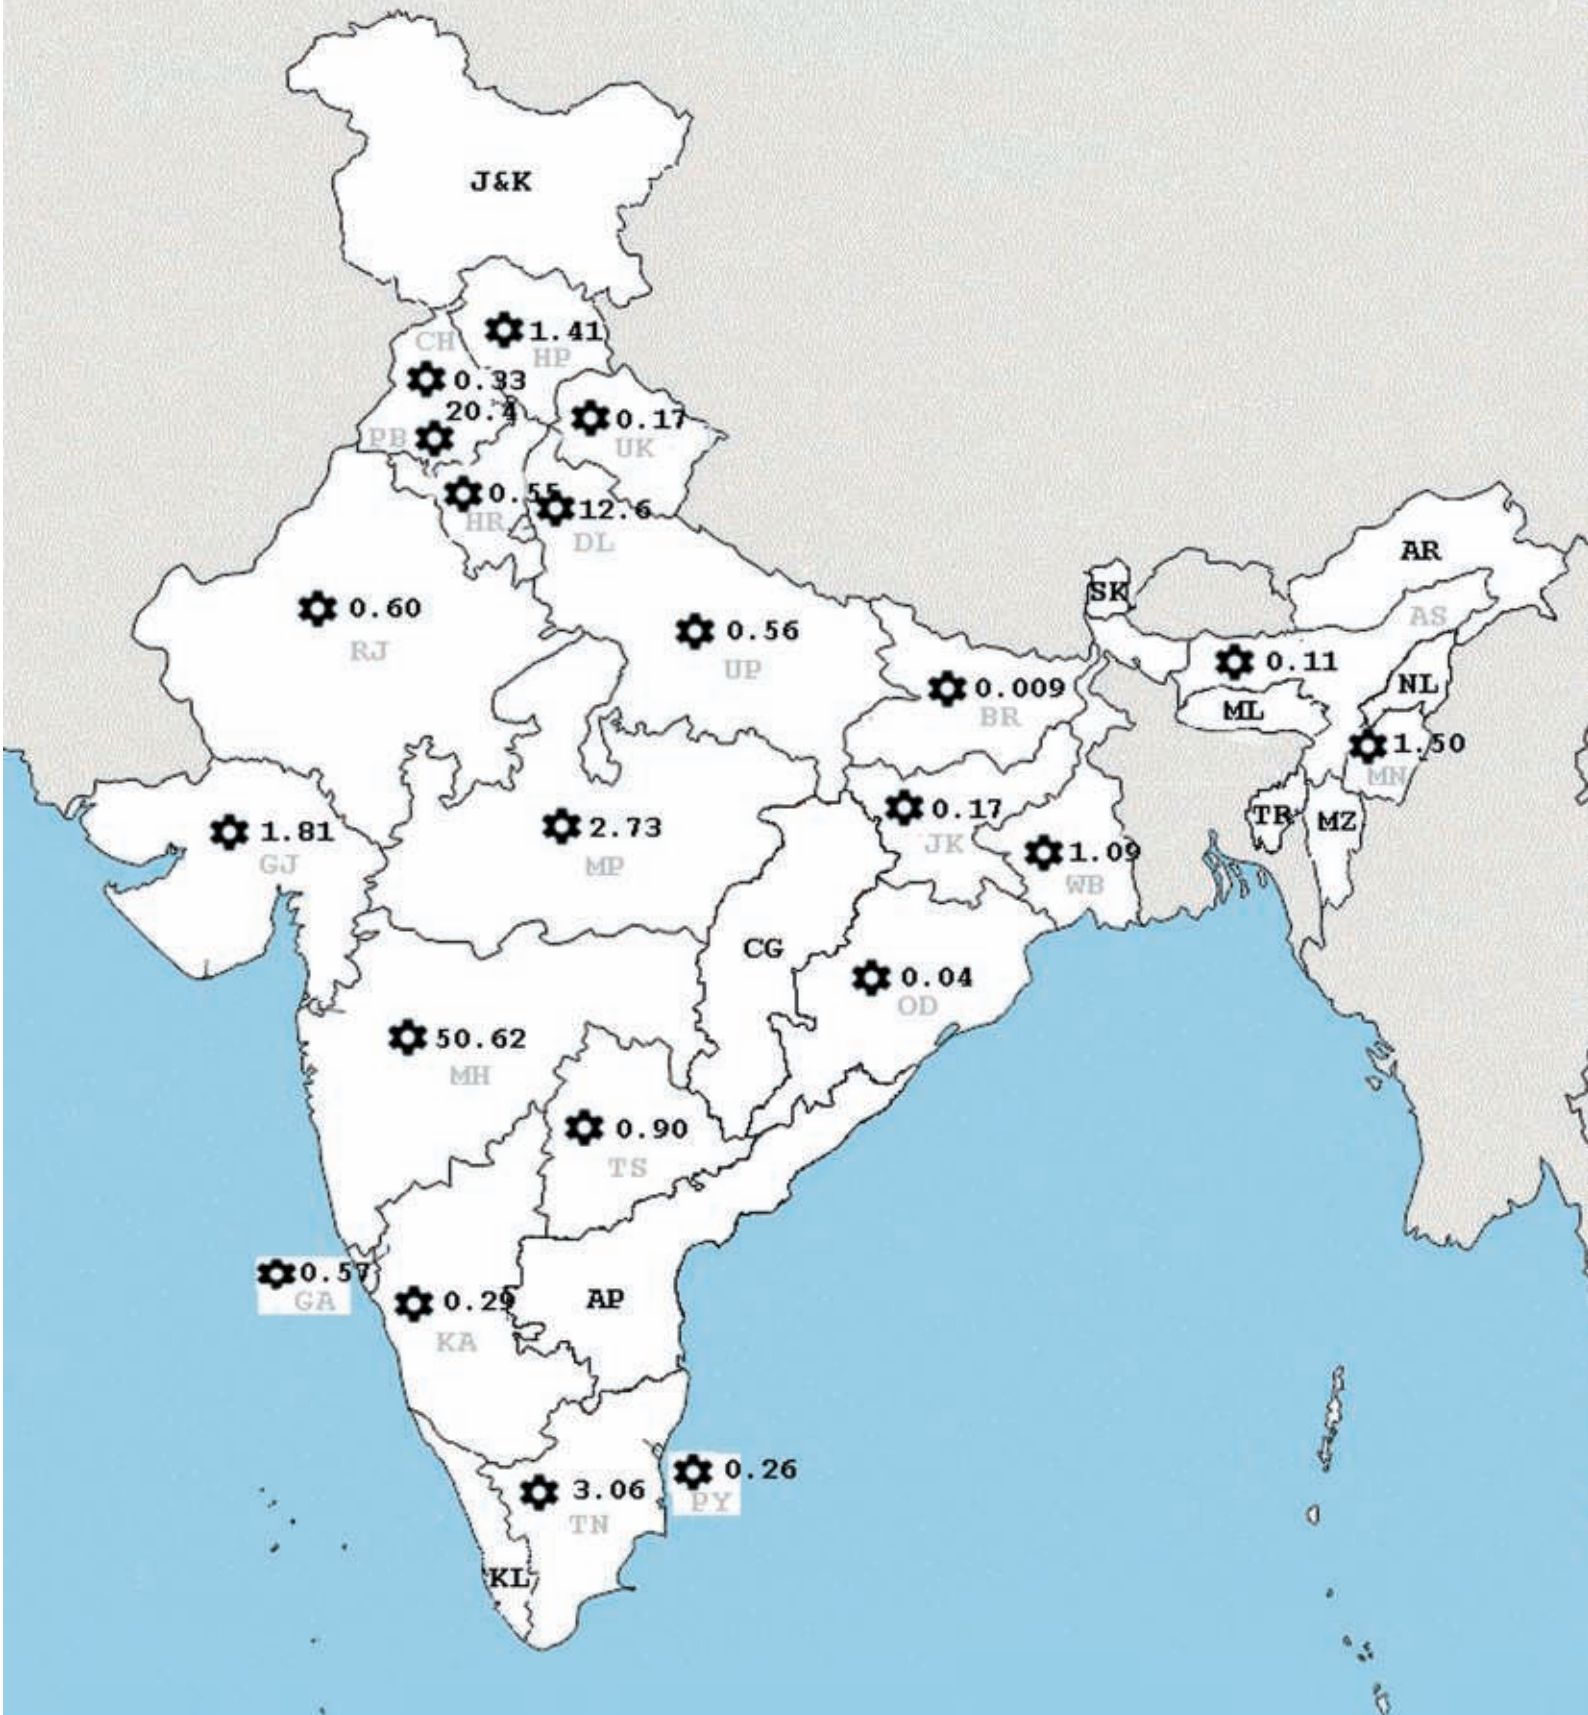 J&K
1.41
CH
HP
0.33
20.4
0.17
PB
UK
0.55
12.6
HR
DL
AR
SK
0.60
AS
0.56
RJ
0.11
UP
NL
0.009
ML
BR
1.50
MN
0.17
TR
MZ
1.81
2.73
JK
GJ
1.09
MP
WB
CG
0.04
OD
50.62
MH
0.90
TS
0.57
GA
0.29
AP
KA
0.26
3.06
PY
TN
KL